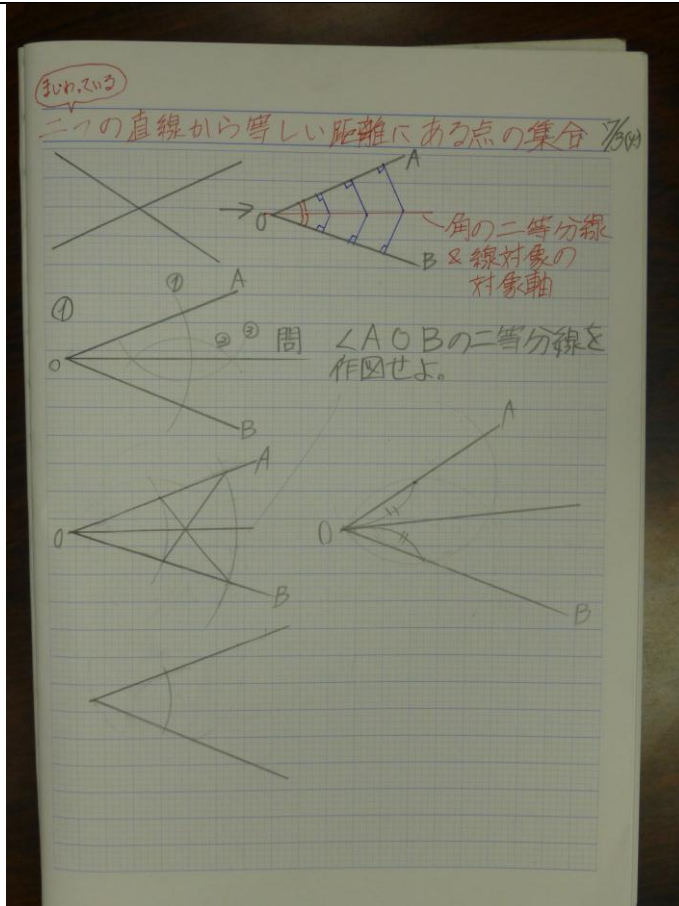 まじわっている
二つの直線から等しい距離にある点の集合 7/3(火)
A
O
角の二等分線
B & 線対象の
対象軸
① ① A
② ③ 問 ∠AOBの二等分線を
作図せよ。
O
B
A
A
O
O
B
B